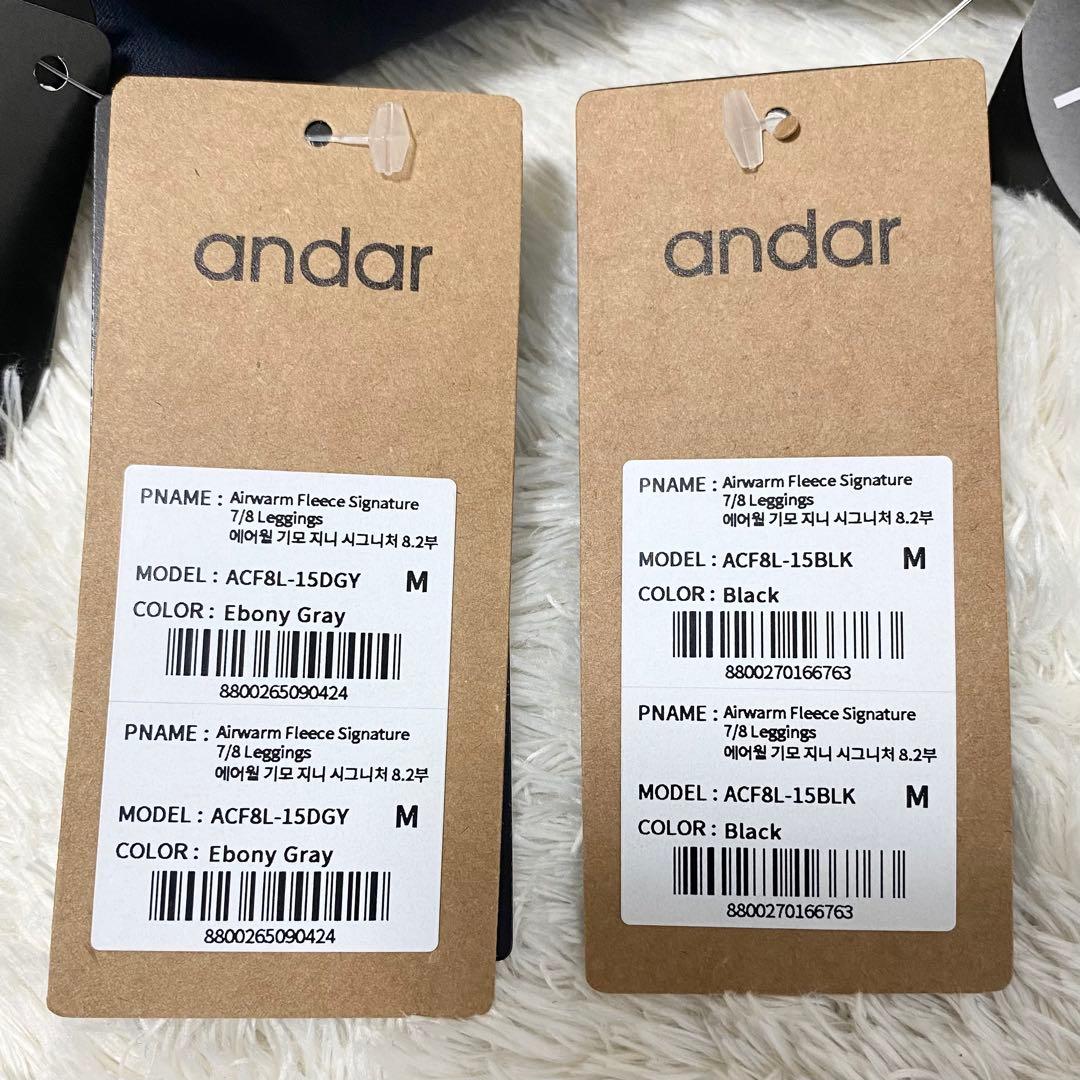 andar
PNAME : Airwarm Fleece Signature
7/8 Leggings
에어웜 기모 지니 시그니처 8.2부
MODEL : ACF8L-15DGY M
COLOR : Ebony Gray
8800265090424
PNAME : Airwarm Fleece Signature
7/8 Leggings
에어웜 기모 지니 시그니처 8.2부
MODEL : ACF8L-15DGY M
COLOR : Ebony Gray
8800265090424
andar
PNAME : Airwarm Fleece Signature
7/8 Leggings
에어웜 기모 지니 시그니처 8.2부
MODEL : ACF8L-15BLK M
COLOR : Black
8800270166763
PNAME : Airwarm Fleece Signature
7/8 Leggings
에어웜 기모 지니 시그니처 8.2부
MODEL : ACF8L-15BLK M
COLOR : Black
8800270166763